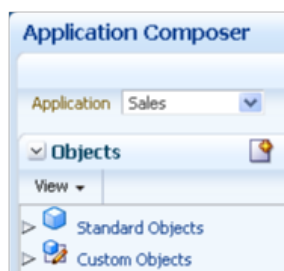 Application Composer
Application Sales
Objects
View
Standard Objects
Custom Objects